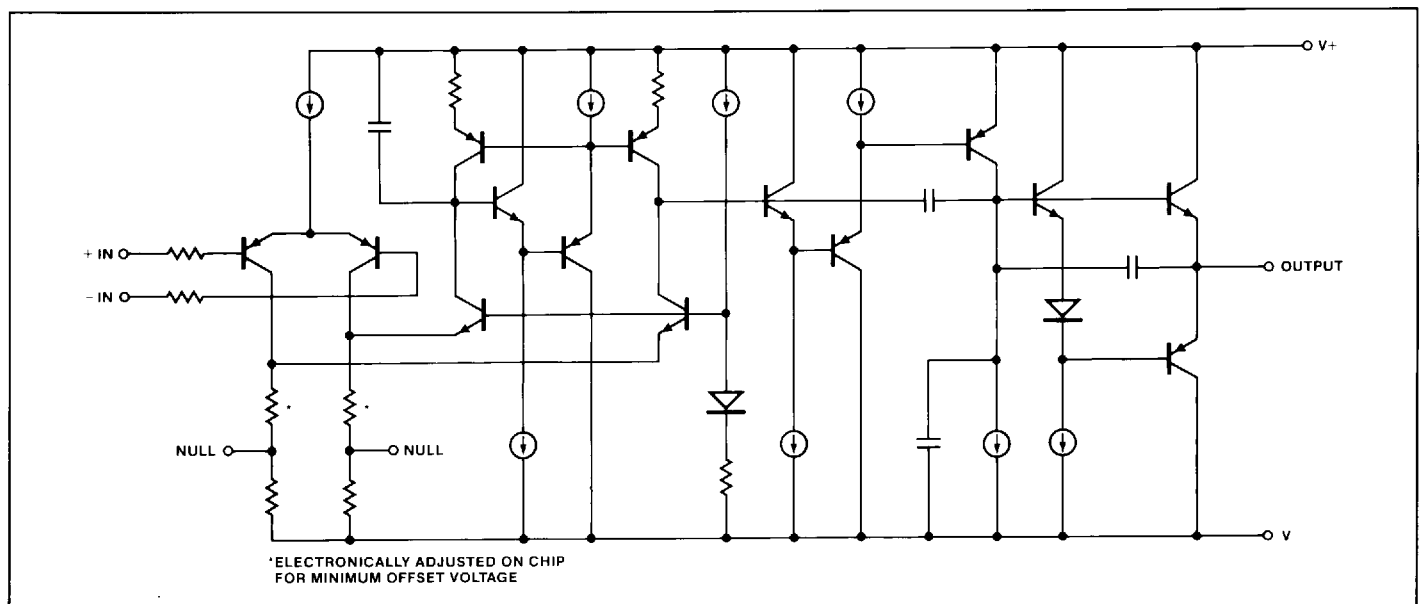 V+
+ IN
- IN
OUTPUT
*
*
NULL
NULL
V
*ELECTRONICALLY ADJUSTED ON CHIP
FOR MINIMUM OFFSET VOLTAGE